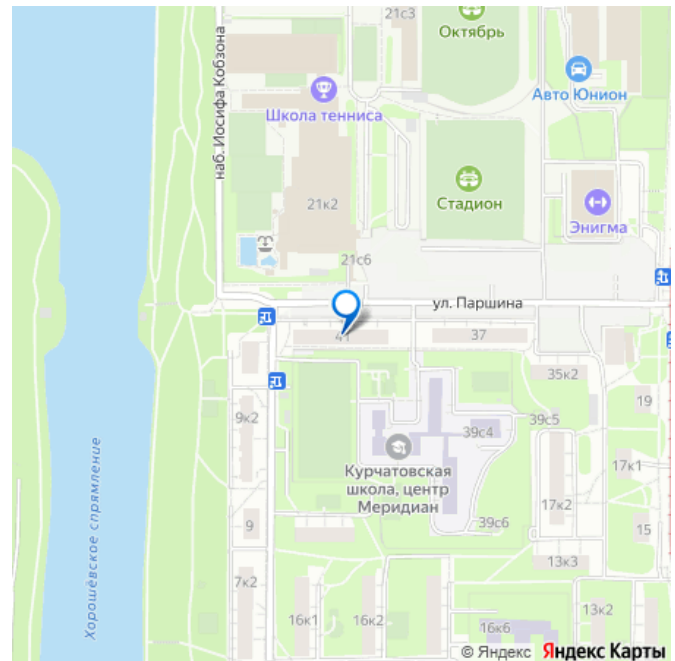 21с3
Октябрь
Авто Юнион
Школа тенниса
наб. Иосифа Кобзона
21к2
Стадион
Энигма
21с6
ул. Паршина
41
37
35к2
19
9к2
39с5
39с4
Курчатовская
школа, центр
Меридиан
17к1
17к2
39с6
15
9
13к3
7к2
Хорошёвское спрямление
16к1
16к2
16к6
13к2
© Яндекс Яндекс Карты